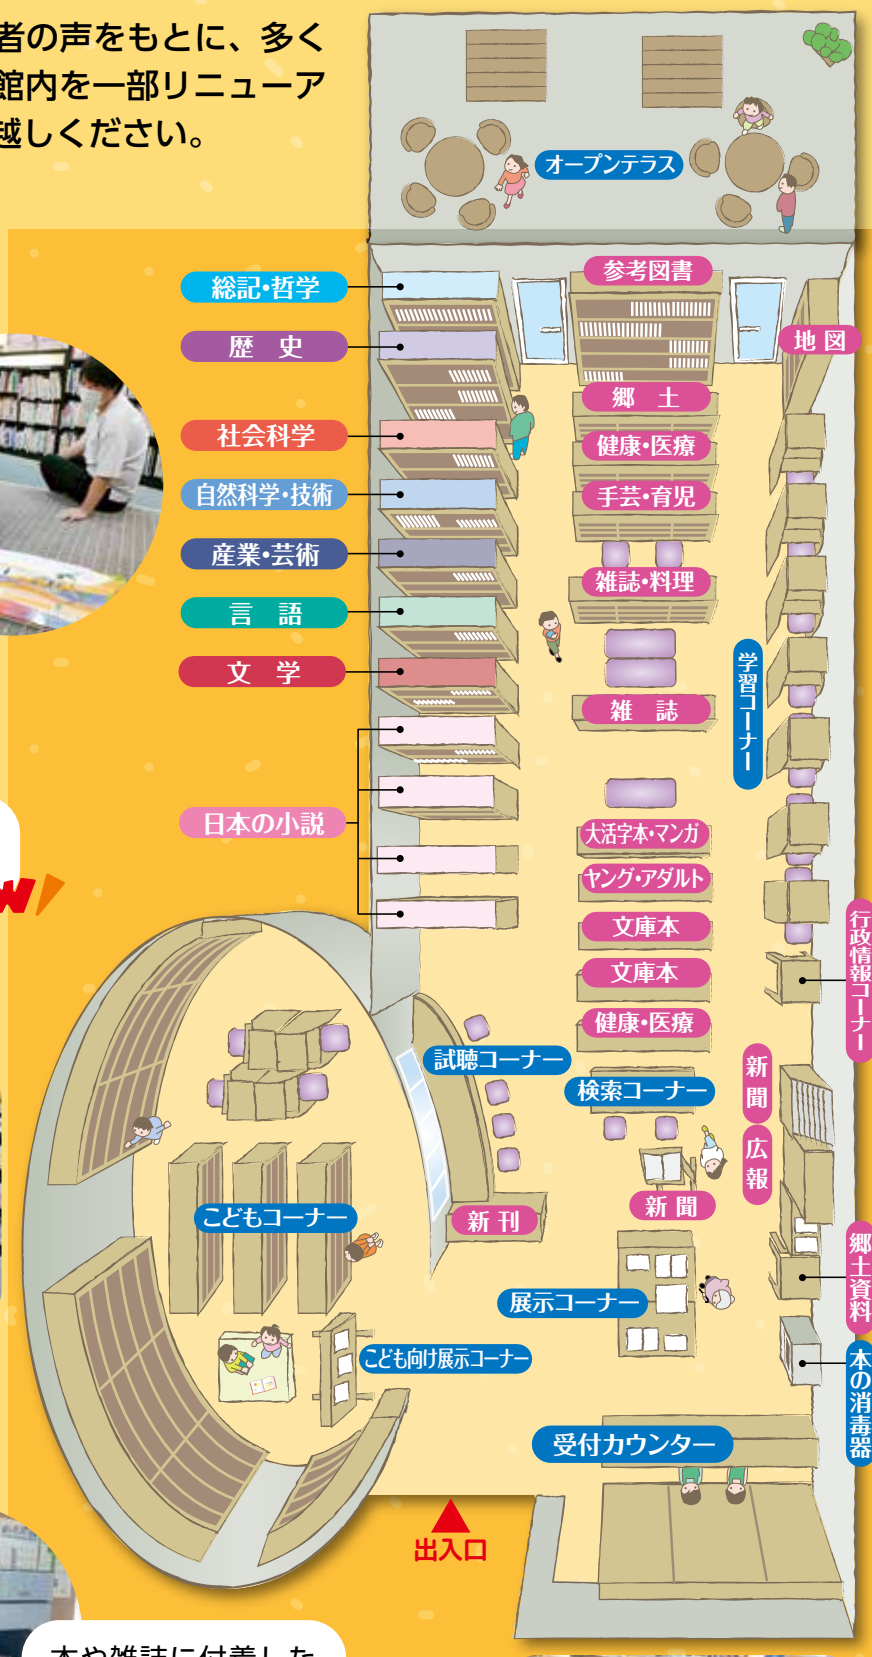 者の声をもとに、多く
館内を一部リニューア
越しください。
オープンテラス
参考図書
総記・哲学
歴 史
地 図
郷 土
社会科学
健康・医療
自然科学・技術
手芸・育児
産業・芸術
雑誌・料理
言 語
文 学
学習コーナー
雑 誌
日本の小説
大活字本・マンガ
ヤング・アダルト
文庫本
行政情報コーナー
文庫本
健康・医療
試聴コーナー
検索コーナー
新聞
広報
新 聞
こどもコーナー
新 刊
郷土資料
展示コーナー
こども向け展示コーナー
本の消毒器
受付カウンター
出入口
本や雑誌に付着した